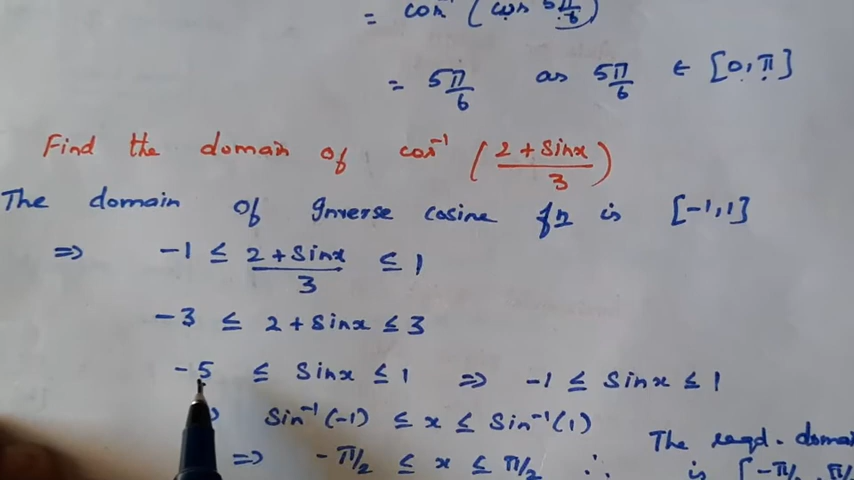 = cos⁻¹ (cos 5π/6)
= 5π/6 as 5π/6 ∈ [0, π]
Find the domain of cos⁻¹ (2 + Sinx / 3)
The domain of Inverse cosine fn is [-1, 1]
⇒ -1 ≤ 2 + Sinx / 3 ≤ 1
-3 ≤ 2 + Sinx ≤ 3
-5 ≤ Sinx ≤ 1 ⇒ -1 ≤ Sinx ≤ 1
Sin⁻¹(-1) ≤ x ≤ Sin⁻¹(1)
The reqd. domain
⇒ -π/2 ≤ x ≤ π/2 ∴ is [-π/2, π/